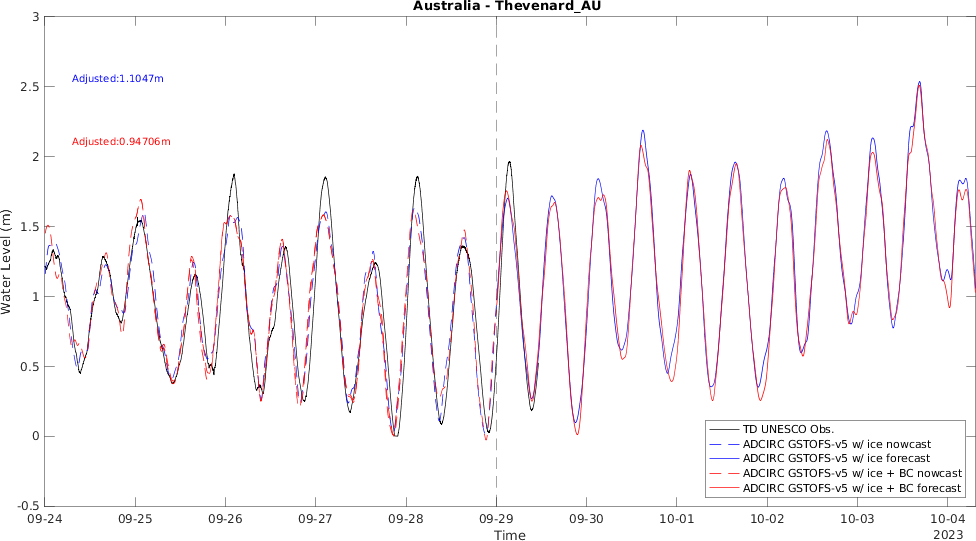 Australia - Thevenard_AU
3
2.5
2
1.5
1
0.5
0
-0.5
Water Level (m)
Adjusted:1.1047m
Adjusted:0.94706m
TD UNESCO Obs.
ADCIRC GSTOFS-v5 w/ ice nowcast
ADCIRC GSTOFS-v5 w/ ice forecast
ADCIRC GSTOFS-v5 w/ ice + BC nowcast
ADCIRC GSTOFS-v5 w/ ice + BC forecast
09-24 09-25 09-26 09-27 09-28 09-29 09-30 10-01 10-02 10-03 10-04
Time
2023